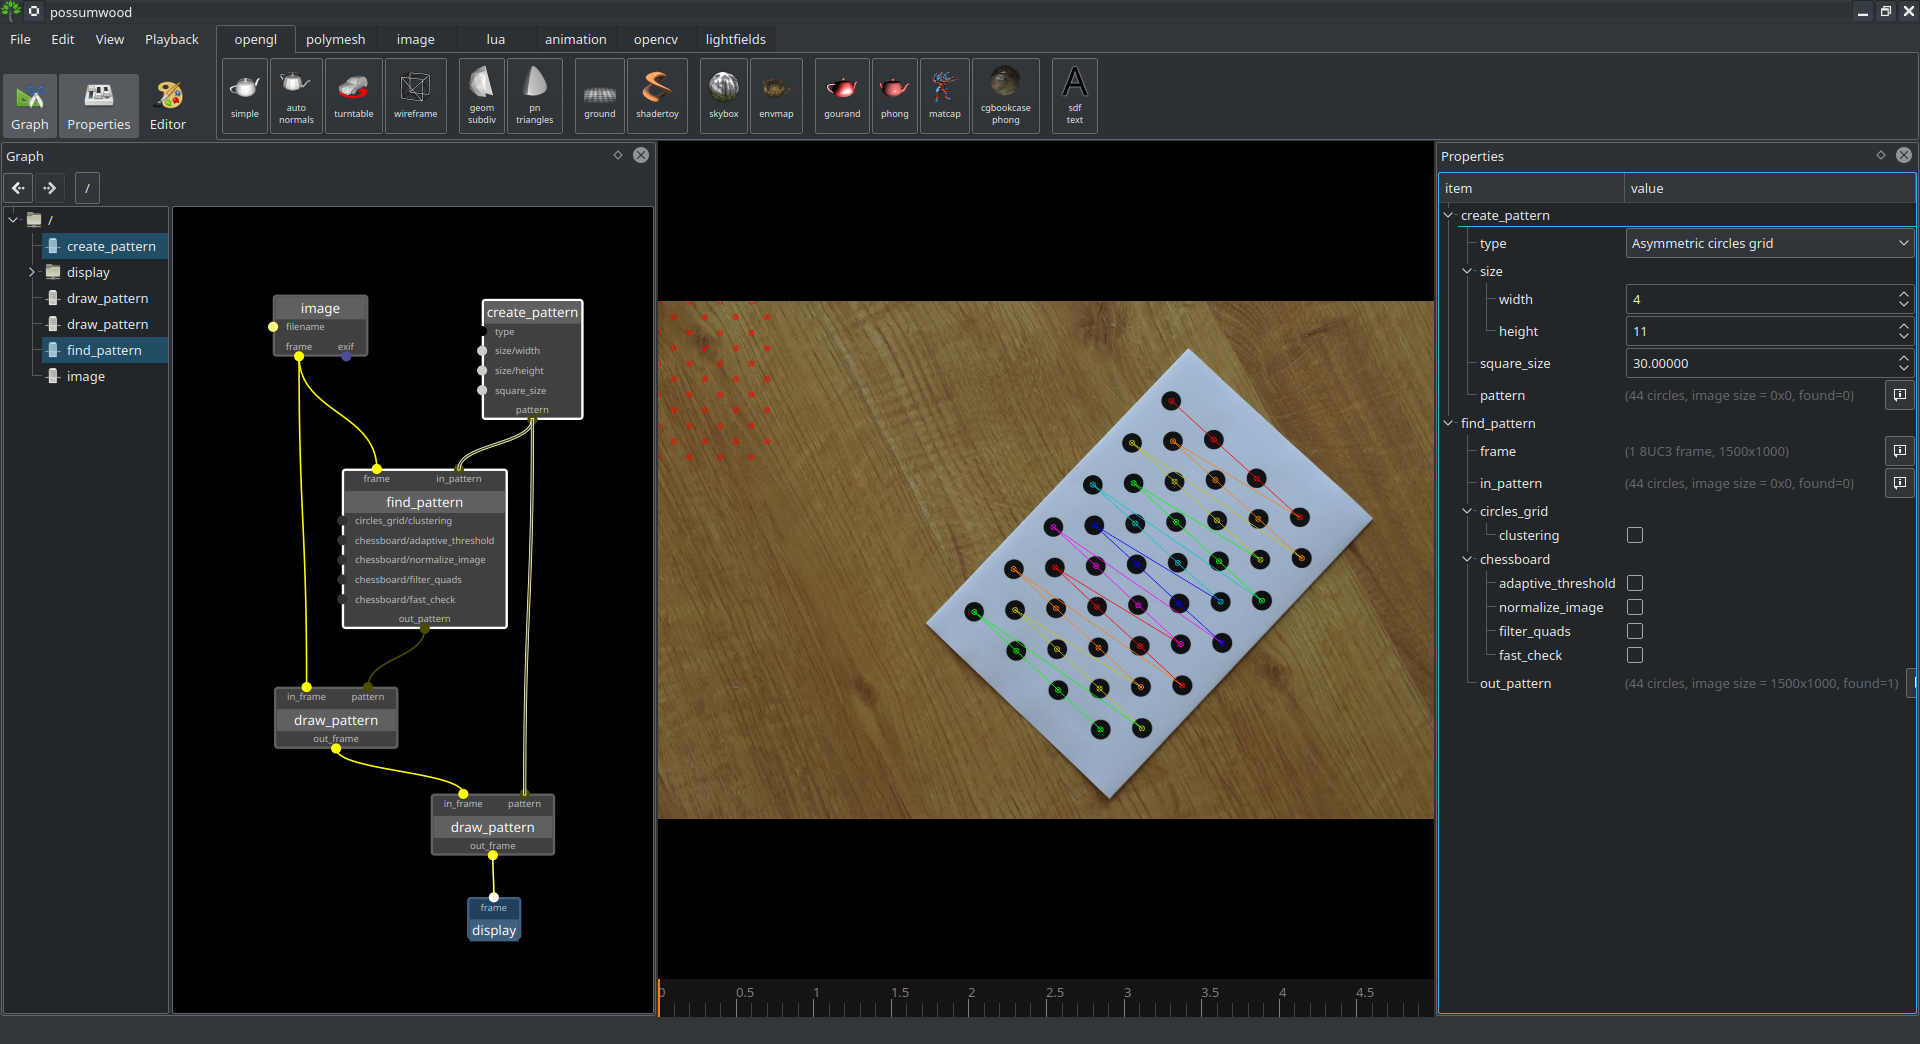 possumwood
File Edit View Playback
opengl polymesh image lua animation opencv lightfields
Graph Properties Editor
simple
auto normals
turntable
wireframe
geom subdiv
pn triangles
ground
shadertoy
skybox
envmap
gourand
phong
matcap
cgbookcase phong
A
sdf text
Graph
/
/
create_pattern
display
draw_pattern
draw_pattern
find_pattern
image
image
filename
frame exif
create_pattern
type
size/width
size/height
square_size
pattern
frame in_pattern
find_pattern
circles_grid/clustering
chessboard/adaptive_threshold
chessboard/normalize_image
chessboard/filter_quads
chessboard/fast_check
out_pattern
in_frame pattern
draw_pattern
out_frame
in_frame pattern
draw_pattern
out_frame
frame
display
0 0.5 1 1.5 2 2.5 3 3.5 4 4.5
Properties
item value
create_pattern
type Asymmetric circles grid
size
width 4
height 11
square_size 30.00000
pattern (44 circles, image size = 0x0, found=0)
find_pattern
frame (1 8UC3 frame, 1500x1000)
in_pattern (44 circles, image size = 0x0, found=0)
circles_grid
clustering
chessboard
adaptive_threshold
normalize_image
filter_quads
fast_check
out_pattern (44 circles, image size = 1500x1000, found=1)